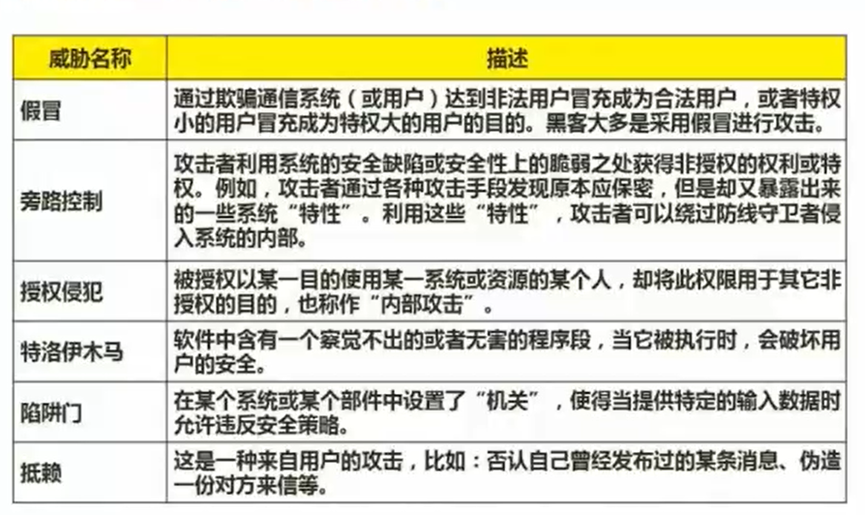 威胁名称
描述
假冒
通过欺骗通信系统（或用户）达到非法用户冒充成为合法用户，或者特权
小的用户冒充成为特权大的用户的目的。黑客大多是采用假冒进行攻击。
旁路控制
攻击者利用系统的安全缺陷或安全性上的脆弱之处获得非授权的权利或特
权。例如，攻击者通过各种攻击手段发现原本应保密，但是却又暴露出来
的一些系统“特性”。利用这些“特性”，攻击者可以绕过防线守卫者侵
入系统的内部。
授权侵犯
被授权以某一目的使用某一系统或资源的某个人，却将此权限用于其它非
授权的目的，也称作“内部攻击”。
特洛伊木马
软件中含有一个察觉不出的或者无害的程序段，当它被执行时，会破坏用
户的安全。
陷阱门
在某个系统或某个部件中设置了“机关”，使得当提供特定的输入数据时
允许违反安全策略。
抵赖
这是一种来自用户的攻击，比如：否认自己曾经发布过的某条消息、伪造
一份对方来信等。